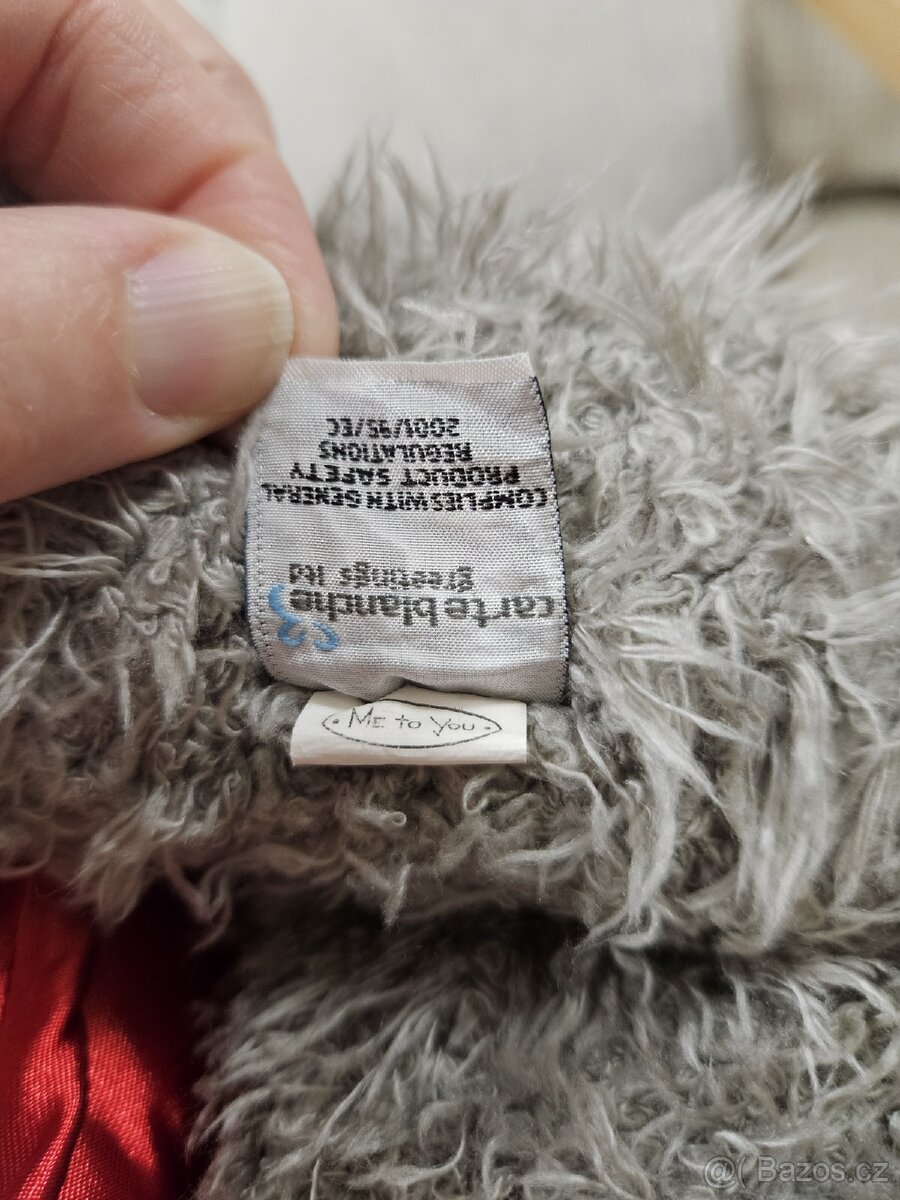 carte blanche
greetings ltd
COMPLIES WITH GENERAL
PRODUCT SAFETY
REGULATIONS
2001/95/EC
• ME to You •
@( Bazos.cz